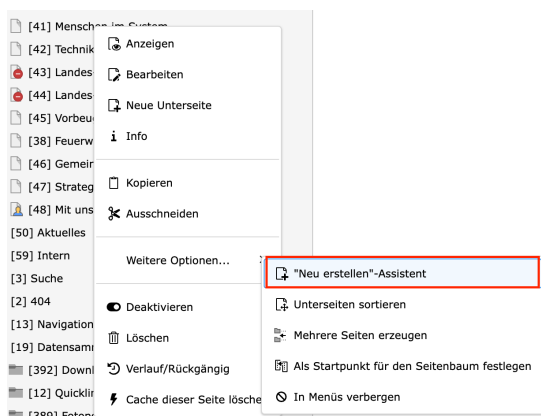 [41] Menschen im System
[42] Technik
[43] Landes
[44] Landes
[45] Vorbeu
[38] Feuerw
[46] Gemein
[47] Strateg
[48] Mit uns
[50] Aktuelles
[59] Intern
[3] Suche
[2] 404
[13] Navigation
[19] Datensam
[392] Downl
[12] Quicklin
[389] Fotopo
Anzeigen
Bearbeiten
Neue Unterseite
Info
Kopieren
Ausschneiden
Weitere Optionen...
Deaktivieren
Löschen
Verlauf/Rückgängig
Cache dieser Seite lösche
"Neu erstellen"-Assistent
Unterseiten sortieren
Mehrere Seiten erzeugen
Als Startpunkt für den Seitenbaum festlegen
In Menüs verbergen